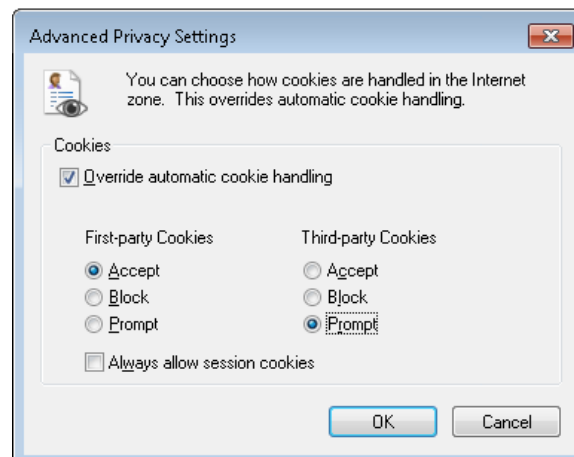 Advanced Privacy Settings
You can choose how cookies are handled in the Internet
zone. This overrides automatic cookie handling.
Cookies
Override automatic cookie handling
First-party Cookies Third-party Cookies
Accept Accept
Block Block
Prompt Prompt
Always allow session cookies
OK Cancel